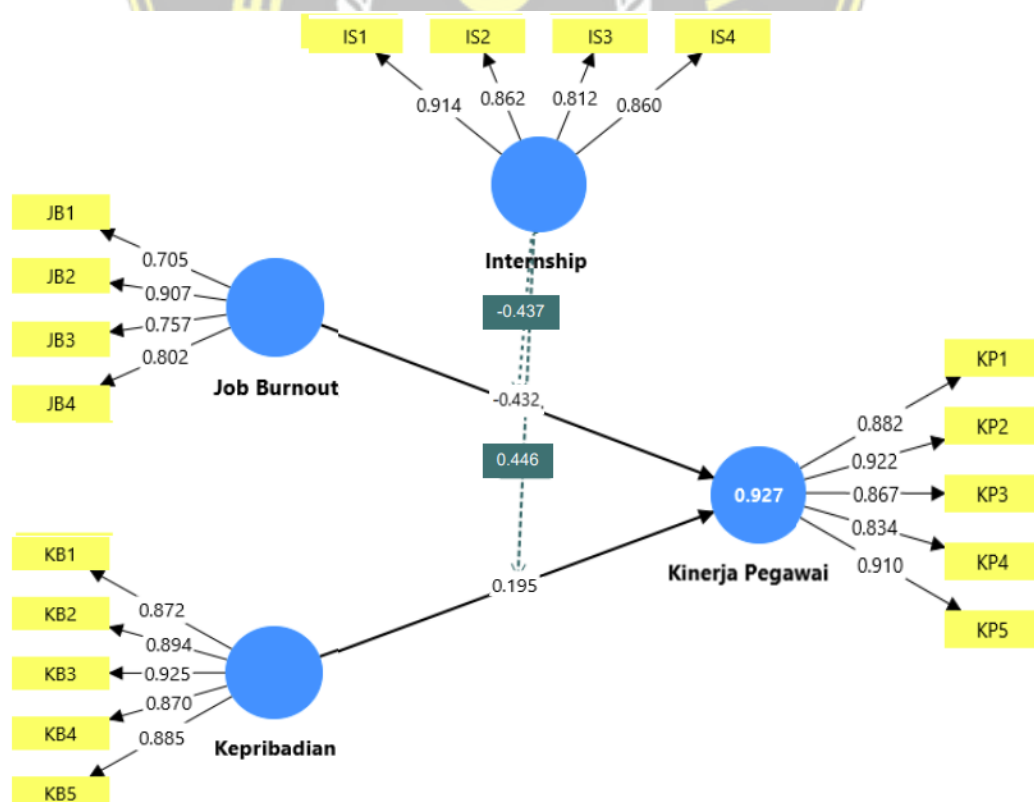 IS1 IS2 IS3 IS4
0.914 0.862 0.812 0.860
Internship
JB1
JB2
JB3
JB4
0.705
0.907
0.757
0.802
Job Burnout
-0.437
-0.432
0.446
0.195
KB1
KB2
KB3
KB4
KB5
0.872
0.894
0.925
0.870
0.885
Kepribadian
0.927
Kinerja Pegawai
0.882
0.922
0.867
0.834
0.910
KP1
KP2
KP3
KP4
KP5